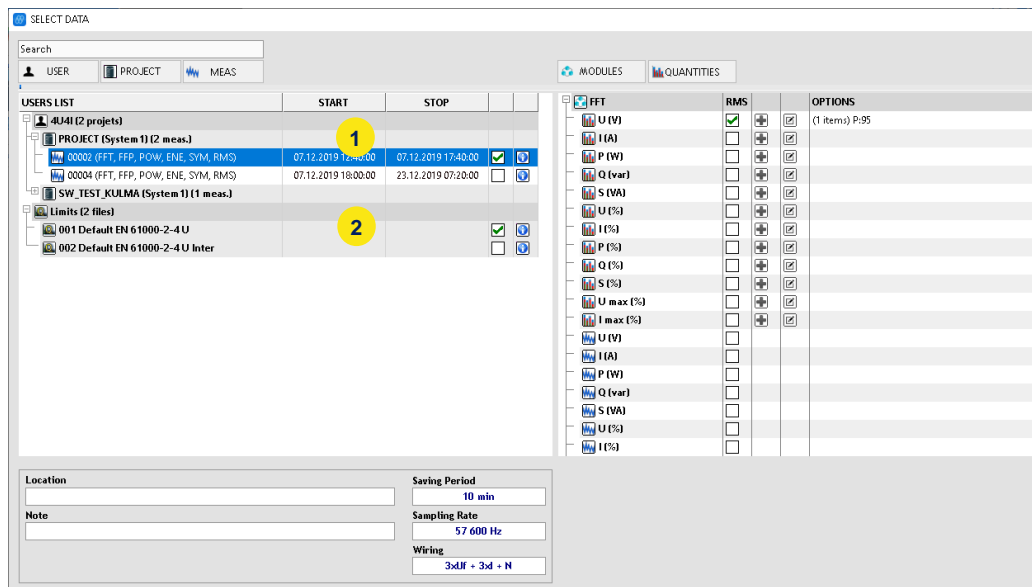 SELECT DATA
Search
USER PROJECT MEAS
MODULES QUANTITIES
USERS LIST START STOP
4U4I (2 projets)
PROJECT (System 1) (2 meas.)
1
00002 (FFT, FFP, POW, ENE, SYM, RMS) 07.12.2019 12:40:00 07.12.2019 17:40:00
00004 (FFT, FFP, POW, ENE, SYM, RMS) 07.12.2019 18:00:00 23.12.2019 07:20:00
SW_TEST_KULMA (System 1) (1 meas.)
Limits (2 files)
2
001 Default EN 61000-2-4 U
002 Default EN 61000-2-4 U Inter
FFT RMS OPTIONS
U (V) (1 items) P:95
I (A)
P (W)
Q (var)
S (VA)
U (%)
I (%)
P (%)
Q (%)
S (%)
U max (%)
I max (%)
U (V)
I (A)
P (W)
Q (var)
S (VA)
U (%)
I (%)
Location
Note
Saving Period
10 min
Sampling Rate
57 600 Hz
Wiring
3xUf + 3xI + N